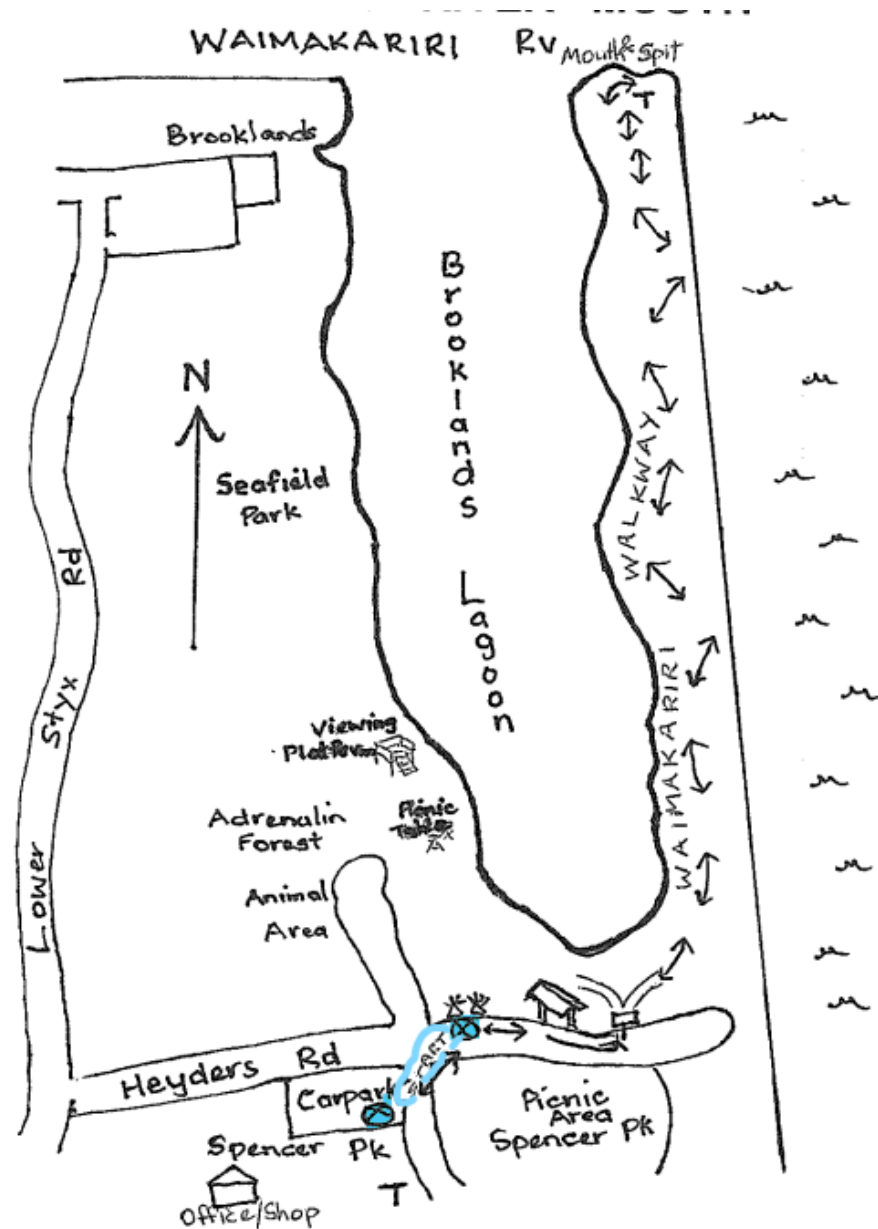 WAIMAKARIRI Rv
Mouth & Spit
T
Brooklands
Brooklands Lagoon
N
Seafield
Park
WAIMAKARIRI WALKWAY
Lower Styx Rd
Viewing
Platform
Picnic
Table
Adrenalin
Forest
Animal
Area
Heyders Rd
START
Carpark
Picnic
Area
Spencer Pk
Spencer Pk
T
Office/Shop